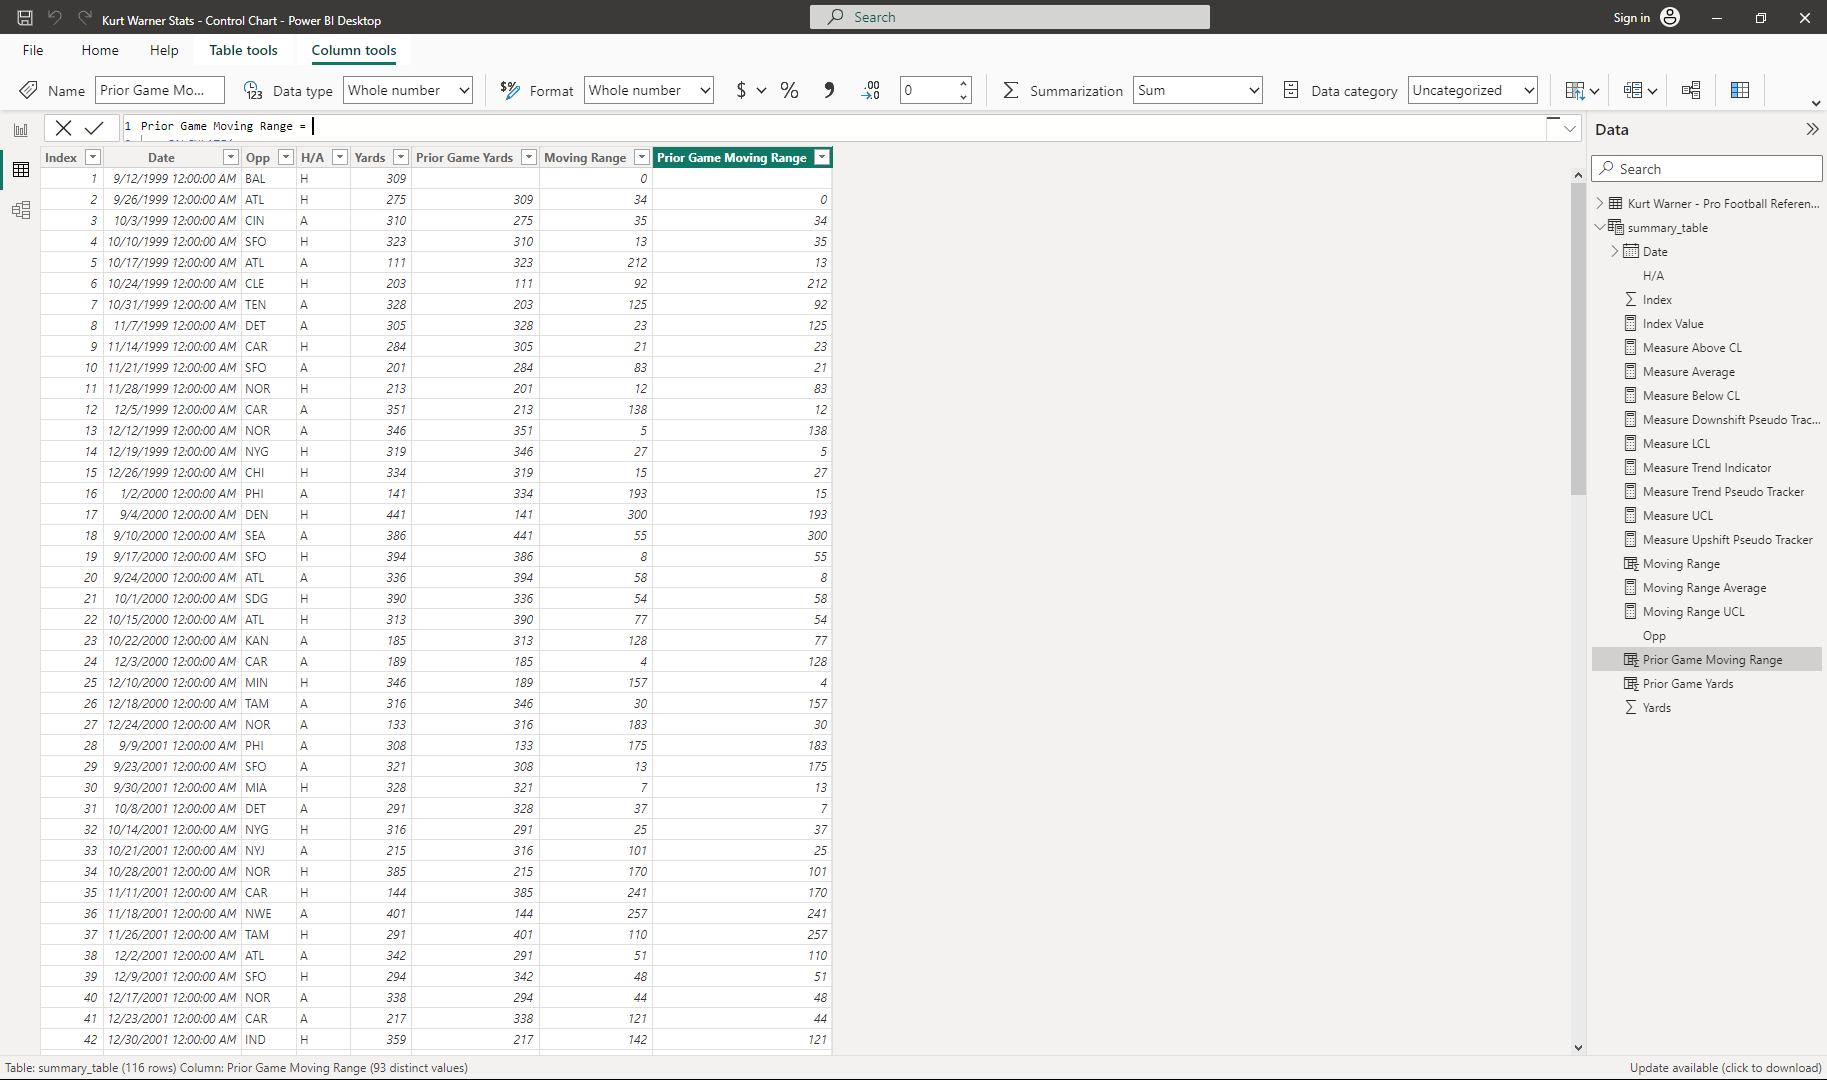 Kurt Warner Stats - Control Chart - Power BI Desktop
Search
Sign in
File Home Help Table tools Column tools
Name Prior Game Mo... Data type Whole number Format Whole number $ % 0 Summarization Sum Data category Uncategorized
1 Prior Game Moving Range =
Index Date Opp H/A Yards Prior Game Yards Moving Range Prior Game Moving Range
1 9/12/1999 12:00:00 AM BAL H 309 0
2 9/26/1999 12:00:00 AM ATL H 275 309 34 0
3 10/3/1999 12:00:00 AM CIN A 310 275 35 34
4 10/10/1999 12:00:00 AM SFO H 323 310 13 35
5 10/17/1999 12:00:00 AM ATL A 111 323 212 13
6 10/24/1999 12:00:00 AM CLE H 203 111 92 212
7 10/31/1999 12:00:00 AM TEN A 328 203 125 92
8 11/7/1999 12:00:00 AM DET A 305 328 23 125
9 11/14/1999 12:00:00 AM CAR H 284 305 21 23
10 11/21/1999 12:00:00 AM SFO A 201 284 83 21
11 11/28/1999 12:00:00 AM NOR H 213 201 12 83
12 12/5/1999 12:00:00 AM CAR A 351 213 138 12
13 12/12/1999 12:00:00 AM NOR A 346 351 5 138
14 12/19/1999 12:00:00 AM NYG H 319 346 27 5
15 12/26/1999 12:00:00 AM CHI H 334 319 15 27
16 1/2/2000 12:00:00 AM PHI A 141 334 193 15
17 9/4/2000 12:00:00 AM DEN H 441 141 300 193
18 9/10/2000 12:00:00 AM SEA A 386 441 55 300
19 9/17/2000 12:00:00 AM SFO H 394 386 8 55
20 9/24/2000 12:00:00 AM ATL A 336 394 58 8
21 10/1/2000 12:00:00 AM SDG H 390 336 54 58
22 10/15/2000 12:00:00 AM ATL H 313 390 77 54
23 10/22/2000 12:00:00 AM KAN A 185 313 128 77
24 12/3/2000 12:00:00 AM CAR A 189 185 4 128
25 12/10/2000 12:00:00 AM MIN H 346 189 157 4
26 12/18/2000 12:00:00 AM TAM A 316 346 30 157
27 12/24/2000 12:00:00 AM NOR A 133 316 183 30
28 9/9/2001 12:00:00 AM PHI A 308 133 175 183
29 9/23/2001 12:00:00 AM SFO A 321 308 13 175
30 9/30/2001 12:00:00 AM MIA H 328 321 7 13
31 10/8/2001 12:00:00 AM DET A 291 328 37 7
32 10/14/2001 12:00:00 AM NYG H 316 291 25 37
33 10/21/2001 12:00:00 AM NYJ A 215 316 101 25
34 10/28/2001 12:00:00 AM NOR H 385 215 170 101
35 11/11/2001 12:00:00 AM CAR H 144 385 241 170
36 11/18/2001 12:00:00 AM NWE A 401 144 257 241
37 11/26/2001 12:00:00 AM TAM H 291 401 110 257
38 12/2/2001 12:00:00 AM ATL A 342 291 51 110
39 12/9/2001 12:00:00 AM SFO H 294 342 48 51
40 12/17/2001 12:00:00 AM NOR A 338 294 44 48
41 12/23/2001 12:00:00 AM CAR A 217 338 121 44
42 12/30/2001 12:00:00 AM IND H 359 217 142 121
Data
Search
Kurt Warner - Pro Football Referen...
summary_table
Date
H/A
Index
Index Value
Measure Above CL
Measure Average
Measure Below CL
Measure Downshift Pseudo Trac...
Measure LCL
Measure Trend Indicator
Measure Trend Pseudo Tracker
Measure UCL
Measure Upshift Pseudo Tracker
Moving Range
Moving Range Average
Moving Range UCL
Opp
Prior Game Moving Range
Prior Game Yards
Yards
Table: summary_table (116 rows) Column: Prior Game Moving Range (93 distinct values)
Update available (click to download)